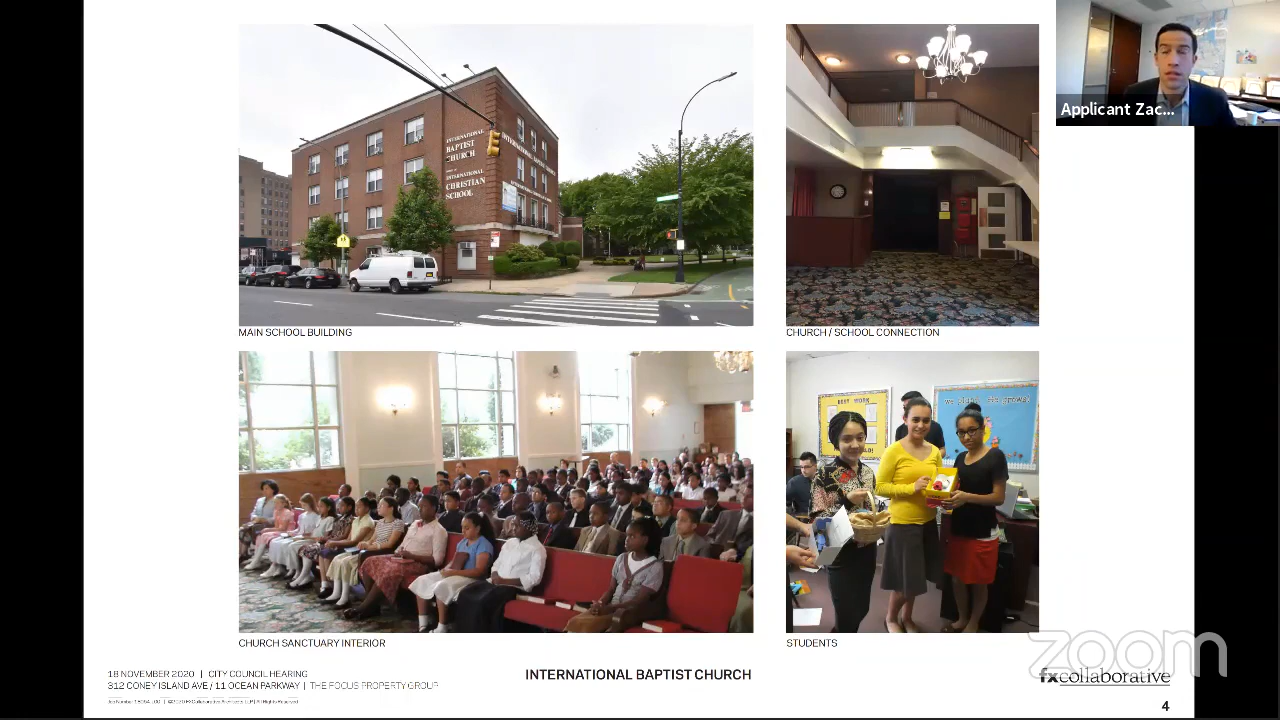 Applicant Zac...
INTERNATIONAL
BAPTIST
CHURCH
INTERNATIONAL
CHRISTIAN
SCHOOL
MAIN SCHOOL BUILDING
CHURCH / SCHOOL CONNECTION
BEST WORK
CHURCH SANCTUARY INTERIOR
STUDENTS
zoom
18 NOVEMBER 2020 | CITY COUNCIL HEARING
312 CONEY ISLAND AVE / 11 OCEAN PARKWAY | THE FOCUS PROPERTY GROUP
INTERNATIONAL BAPTIST CHURCH
fxcollaborative
4